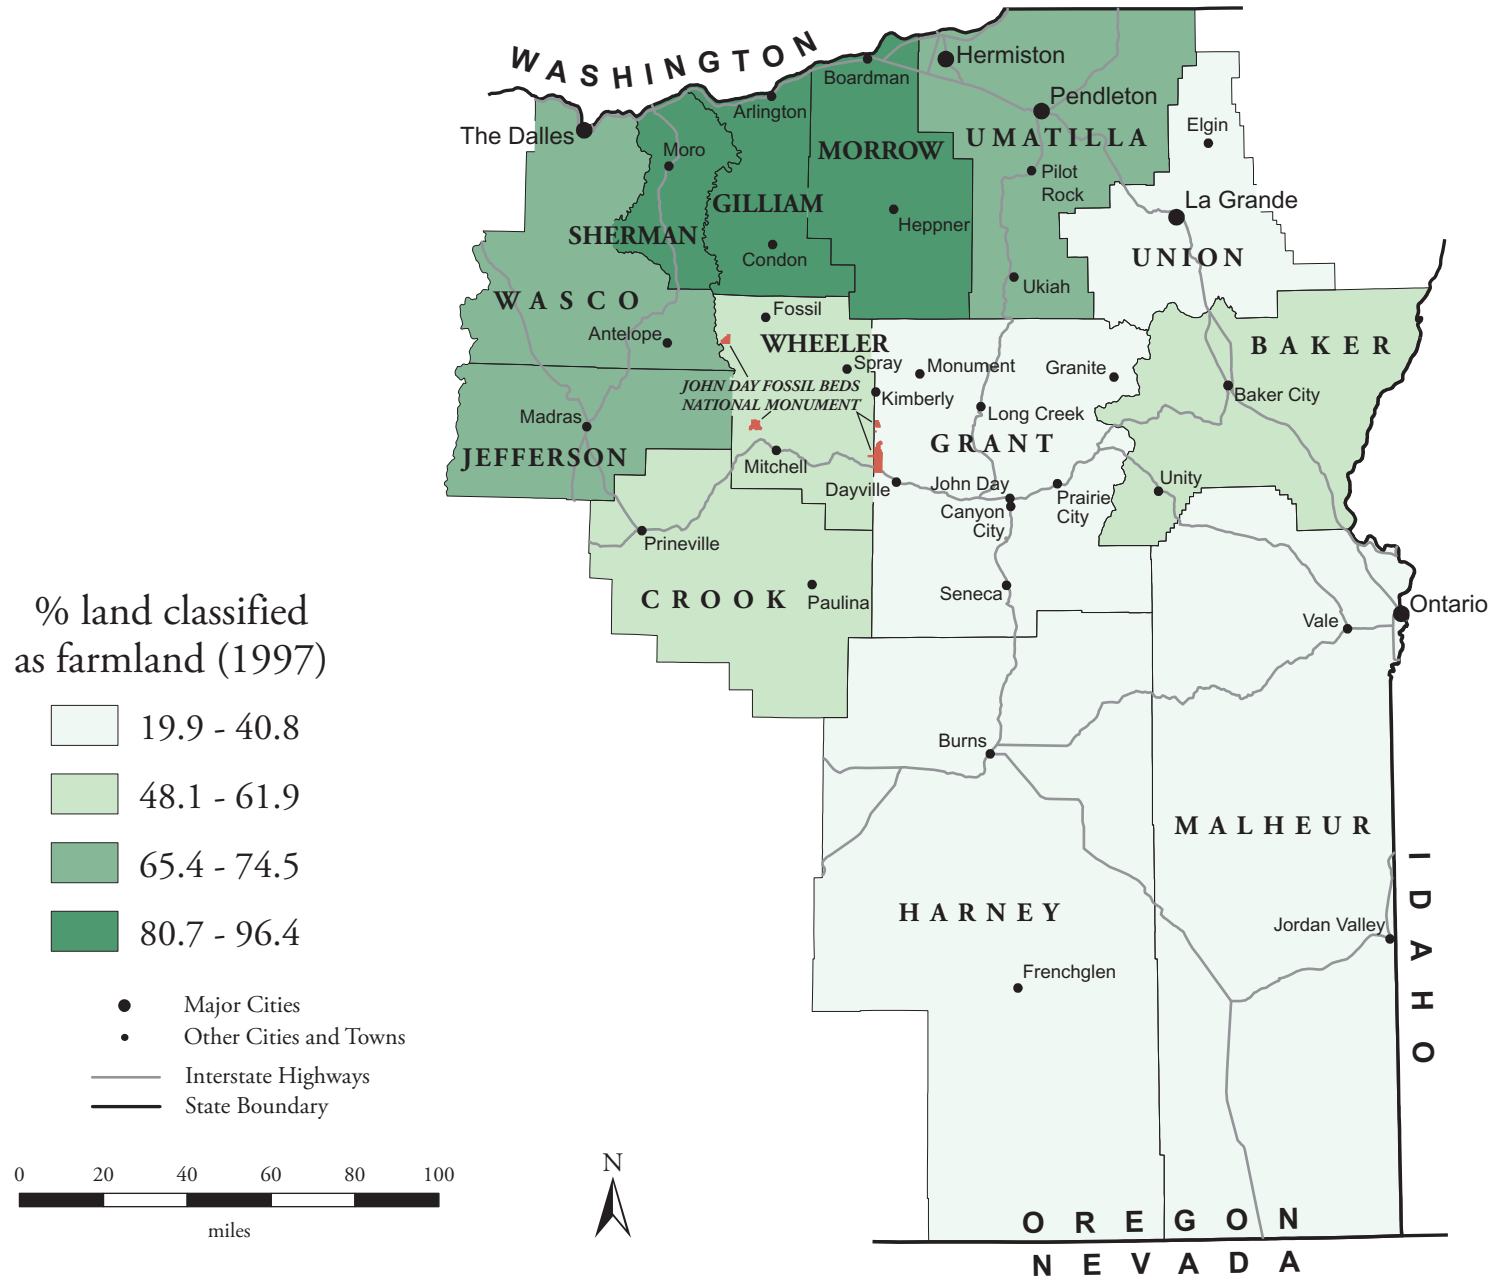 WASHINGTON
Hermiston
Boardman
Pendleton
Arlington
The Dalles
UMATILLA
Elgin
Moro
MORROW
Pilot
Rock
GILLIAM
La Grande
Heppner
SHERMAN
Condon
UNION
Ukiah
WASCO
Fossil
Antelope
WHEELER
BAKER
Spray
Monument
Granite
JOHN DAY FOSSIL BEDS
NATIONAL MONUMENT
Kimberly
Baker City
Long Creek
Madras
GRANT
JEFFERSON
Mitchell
Dayville
John Day
Canyon
City
Prairie
City
Unity
Prineville
CROOK
Paulina
Seneca
Ontario
Vale
Burns
MALHEUR
HARNEY
Jordan Valley
Frenchglen
IDAHO
OREGON
NEVADA
% land classified
as farmland (1997)
19.9 - 40.8
48.1 - 61.9
65.4 - 74.5
80.7 - 96.4
Major Cities
Other Cities and Towns
Interstate Highways
State Boundary
0 20 40 60 80 100
miles
N